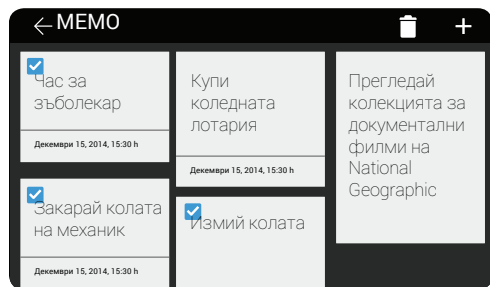 MEMO
Час за
зъболекар
Декември 15, 2014, 15:30 h
Закарай колата
на механик
Декември 15, 2014, 15:30 h
Купи
коледната
лотария
Декември 15, 2014, 15:30 h
Измий колата
Прегледай
колекцията за
документални
филми на
National
Geographic